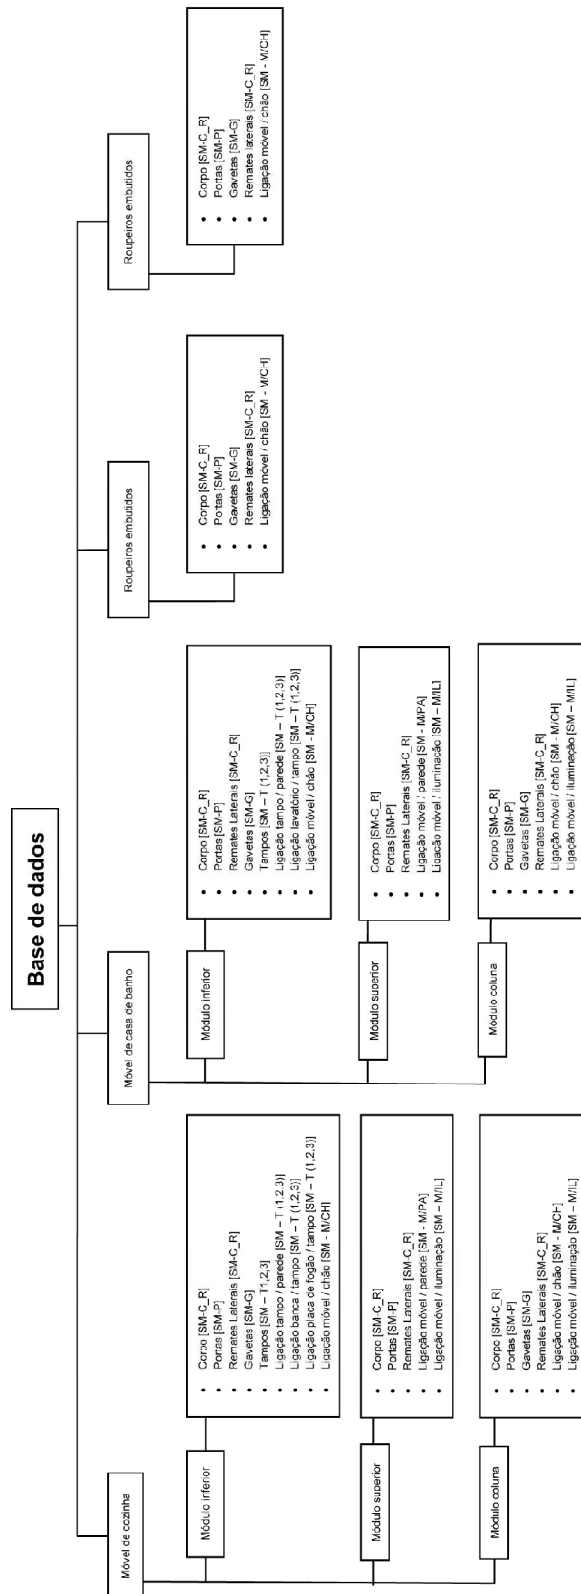 Base de dados
Móvel de cozinha
Módulo inferior
• Corpo [SM-C_R]
• Portas [SM-P]
• Remates Laterais [SM-C_R]
• Gavetas [SM-G]
• Tampos [SM – T1,2,3]
• Ligação tampo / parede [SM – T (1,2,3)]
• Ligação banca / tampo [SM – T (1,2,3)]
• Ligação placa de fogão / tampo [SM – T (1,2,3)]
• Ligação móvel / chão [SM - M/CH]
Módulo superior
• Corpo [SM-C_R]
• Portas [SM-P]
• Remates Laterais [SM-C_R]
• Ligação móvel / parede [SM - M/PA]
• Ligação móvel / iluminação [SM – M/IL]
Módulo coluna
• Corpo [SM-C_R]
• Portas [SM-P]
• Gavetas [SM-G]
• Remates Laterais [SM-C_R]
• Ligação móvel / chão [SM - M/CH]
• Ligação móvel / iluminação [SM – M/IL]
Móvel de casa de banho
Módulo inferior
• Corpo [SM-C_R]
• Portas [SM-P]
• Remates Laterais [SM-C_R]
• Gavetas [SM-G]
• Tampos [SM – T (1,2,3)]
• Ligação tampo / parede [SM – T (1,2,3)]
• Ligação lavatório / tampo [SM – T (1,2,3)]
• Ligação móvel / chão [SM - M/CH]
Módulo superior
• Corpo [SM-C_R]
• Portas [SM-P]
• Remates Laterais [SM-C_R]
• Ligação móvel / parede [SM - M/PA]
• Ligação móvel / iluminação [SM – M/IL]
Módulo coluna
• Corpo [SM-C_R]
• Portas [SM-P]
• Gavetas [SM-G]
• Remates Laterais [SM-C_R]
• Ligação móvel / chão [SM - M/CH]
• Ligação móvel / iluminação [SM – M/IL]
Roupeiros embutidos
• Corpo [SM-C_R]
• Portas [SM-P]
• Gavetas [SM-G]
• Remates laterais [SM-C_R]
• Ligação móvel / chão [SM - M/CH]
Roupeiros embutidos
• Corpo [SM-C_R]
• Portas [SM-P]
• Gavetas [SM-G]
• Remates laterais [SM-C_R]
• Ligação móvel / chão [SM - M/CH]